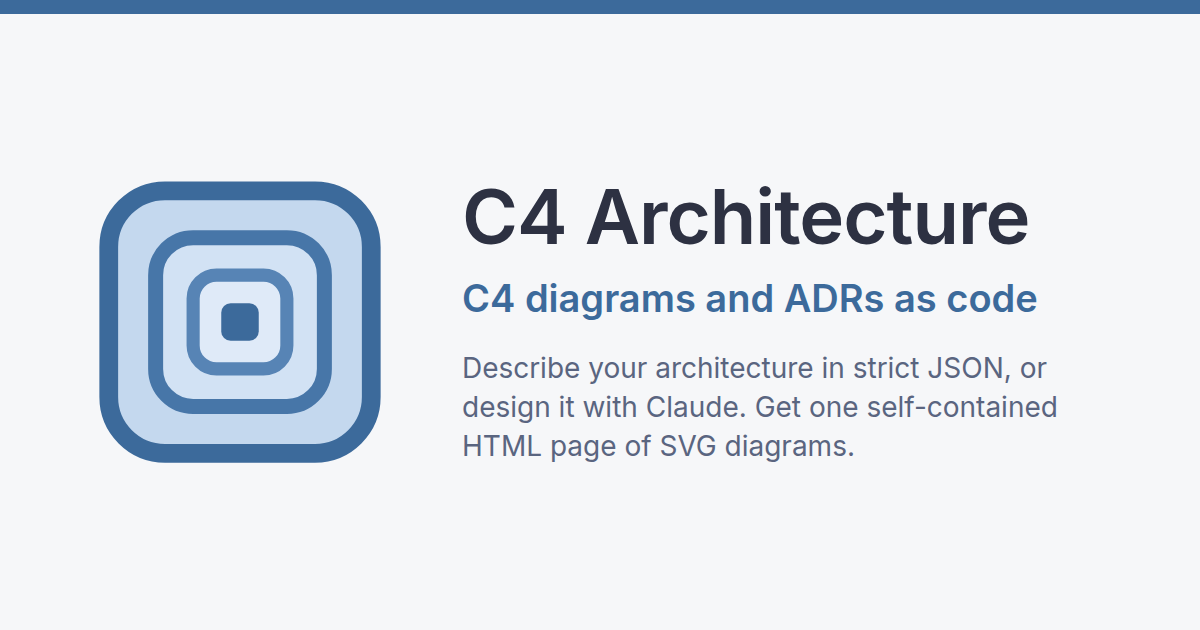 C4 Architecture
C4 diagrams and ADRs as code
Describe your architecture in strict JSON, or
design it with Claude. Get one self-contained
HTML page of SVG diagrams.